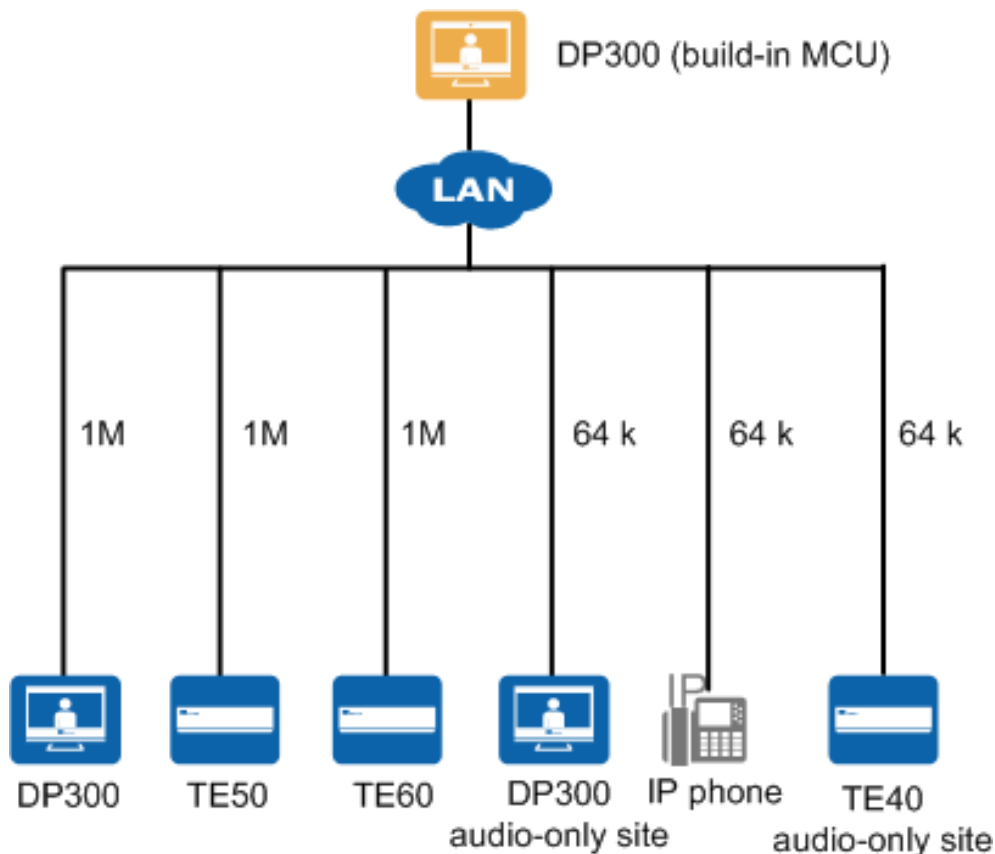 DP300 (build-in MCU)
LAN
1M
1M
1M
64 k
64 k
64 k
IP
DP300
TE50
TE60
DP300
audio-only site
IP phone
TE40
audio-only site